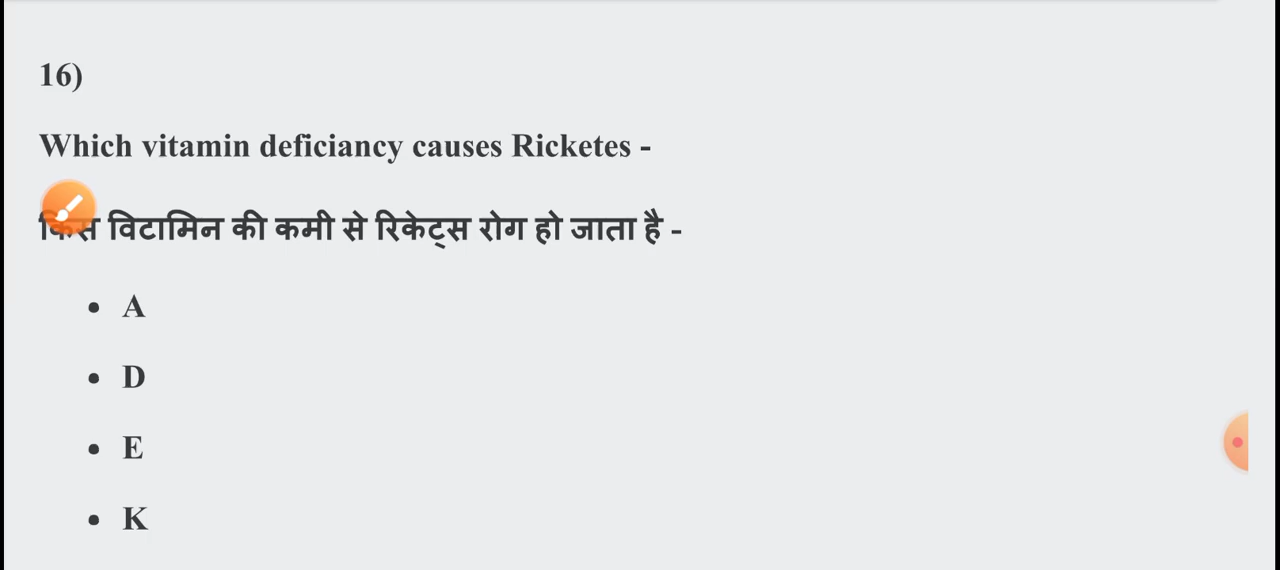 16)
Which vitamin deficiancy causes Ricketes -
किस विटामिन की कमी से रिकेट्स रोग हो जाता है -
• A
• D
• E
• K